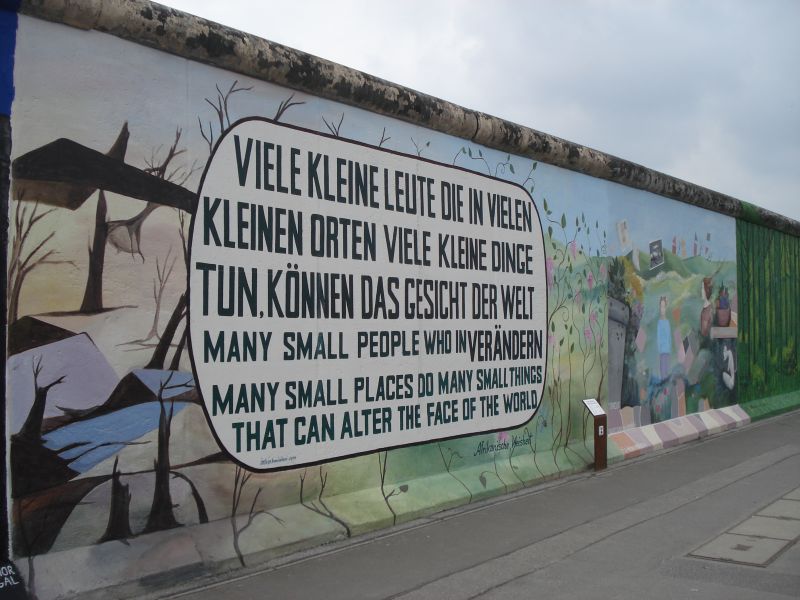 VIELE KLEINE LEUTE DIE IN VIELEN
KLEINEN ORTEN VIELE KLEINE DINGE
TUN, KÖNNEN DAS GESICHT DER WELT
MANY SMALL PEOPLE WHO IN VERÄNDERN
MANY SMALL PLACES DO MANY SMALL THINGS
THAT CAN ALTER THE FACE OF THE WORLD
Afrikanische Weisheit